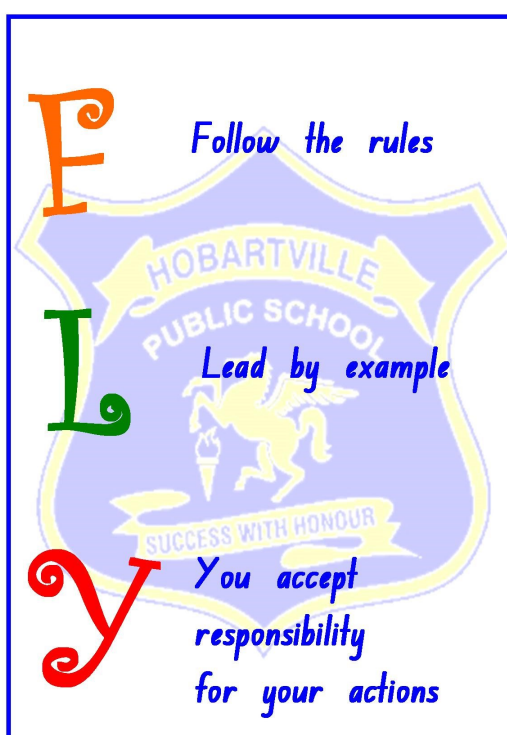 F
Follow the rules
HOBARTVILLE
PUBLIC SCHOOL
L
Lead by example
SUCCESS WITH HONOUR
Y
You accept
responsibility
for your actions